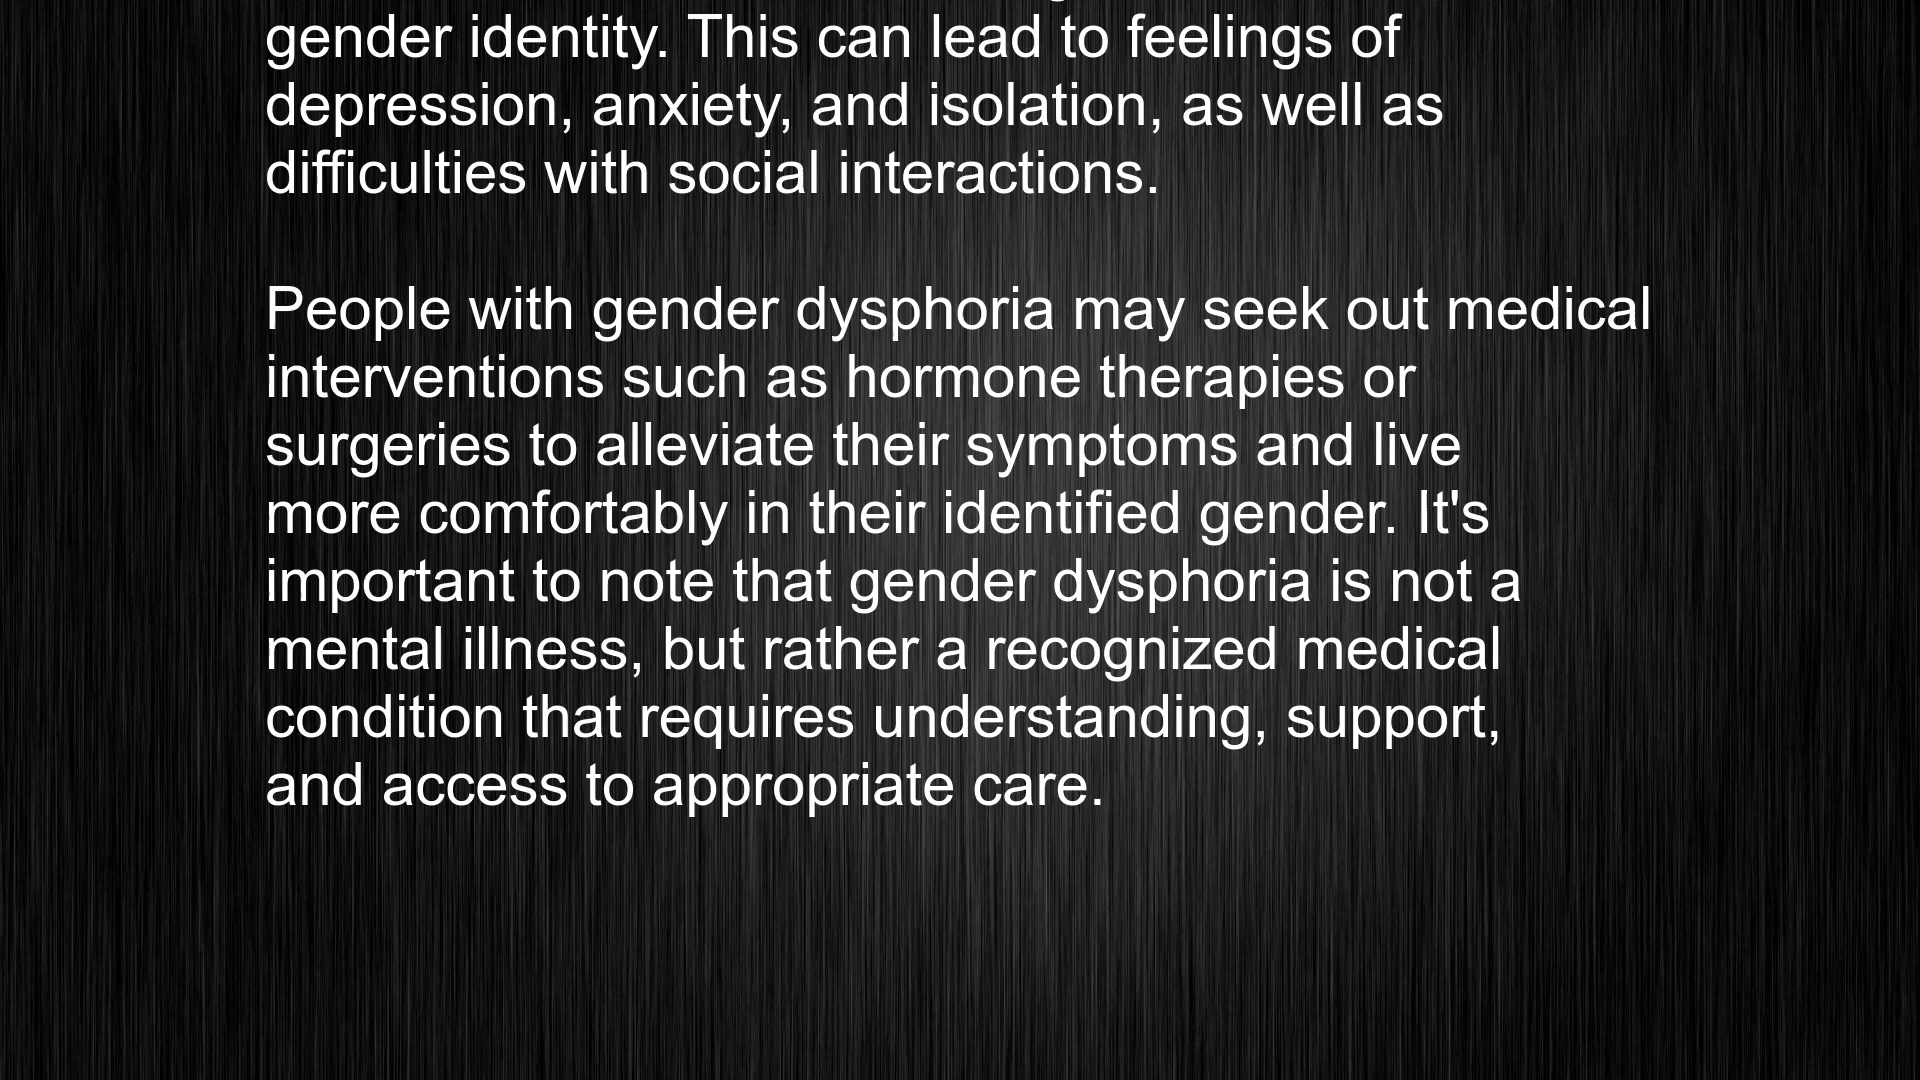 gender identity. This can lead to feelings of
depression, anxiety, and isolation, as well as
difficulties with social interactions.
People with gender dysphoria may seek out medical
interventions such as hormone therapies or
surgeries to alleviate their symptoms and live
more comfortably in their identified gender. It's
important to note that gender dysphoria is not a
mental illness, but rather a recognized medical
condition that requires understanding, support,
and access to appropriate care.